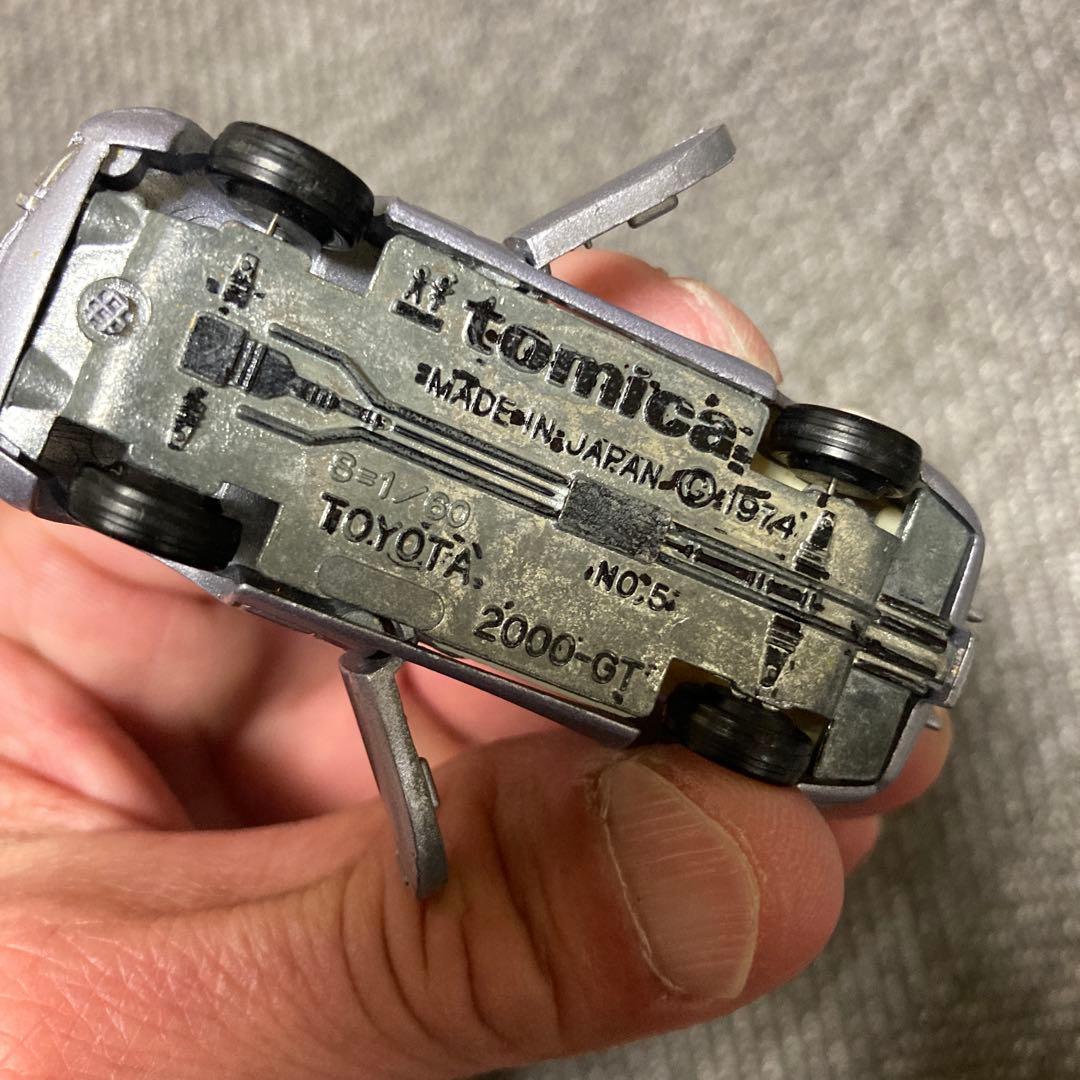 tomica
MADE IN JAPAN © 1974
S=1/60
TOYOTA
NO.5
2000-GT